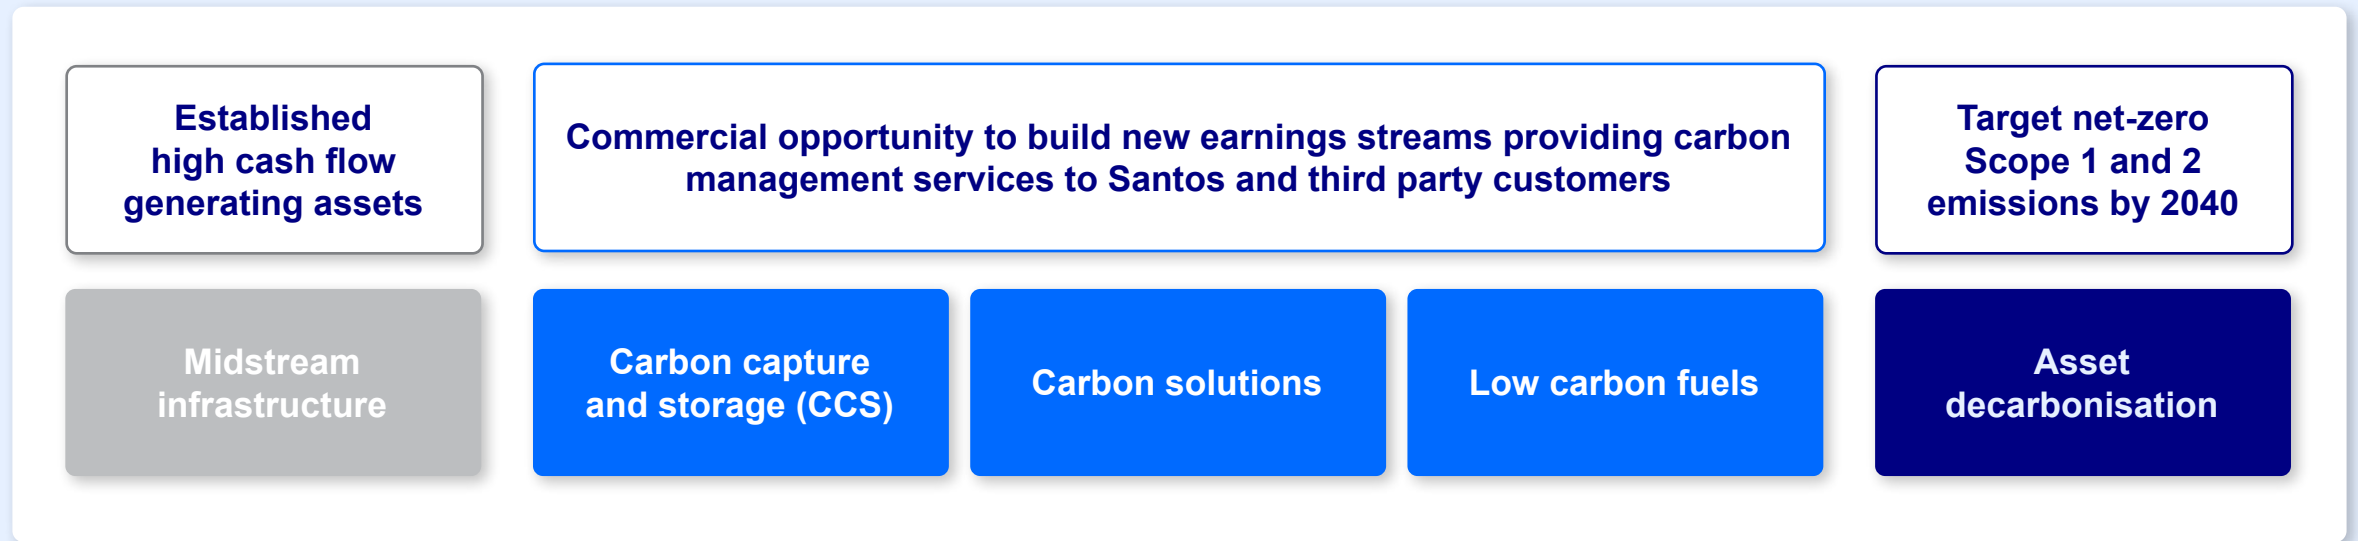 Established
high cash flow
generating assets
Commercial opportunity to build new earnings streams providing carbon
management services to Santos and third party customers
Target net-zero
Scope 1 and 2
emissions by 2040
Midstream
infrastructure
Carbon capture
and storage (CCS)
Carbon solutions
Low carbon fuels
Asset
decarbonisation